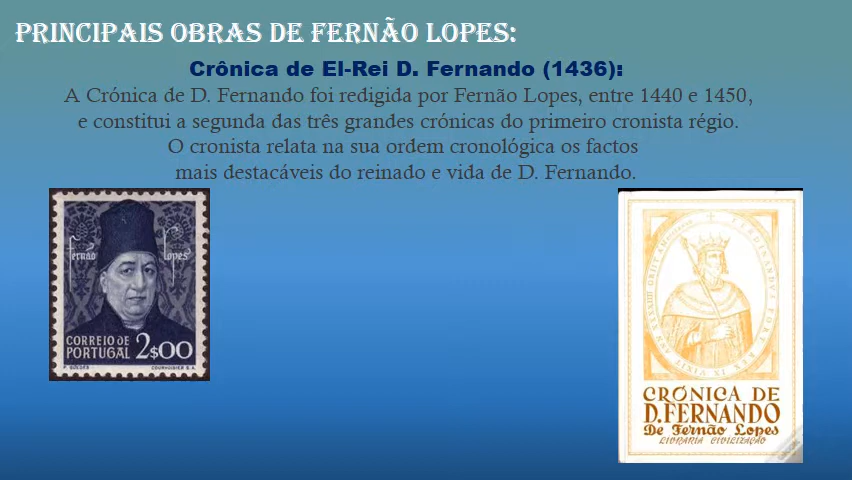 PRINCIPAIS OBRAS DE FERNÃO LOPES:
Crônica de El-Rei D. Fernando (1436):
A Crónica de D. Fernando foi redigida por Fernão Lopes, entre 1440 e 1450,
e constitui a segunda das três grandes crónicas do primeiro cronista régio.
O cronista relata na sua ordem cronológica os factos
mais destacáveis do reinado e vida de D. Fernando.
fernão lopes
CORREIO DE
PORTUGAL 2$00
COURVOISIER S.A.
CRÓNICA DE
D. FERNANDO
De Fernão Lopes
LIVRARIA CIVILIZAÇÃO